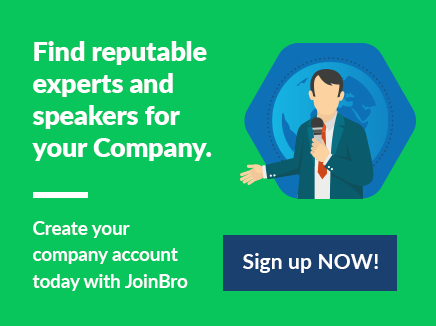 Find reputable
experts and
speakers for
your Company.
Create your
company account
today with JoinBro
Sign up NOW!